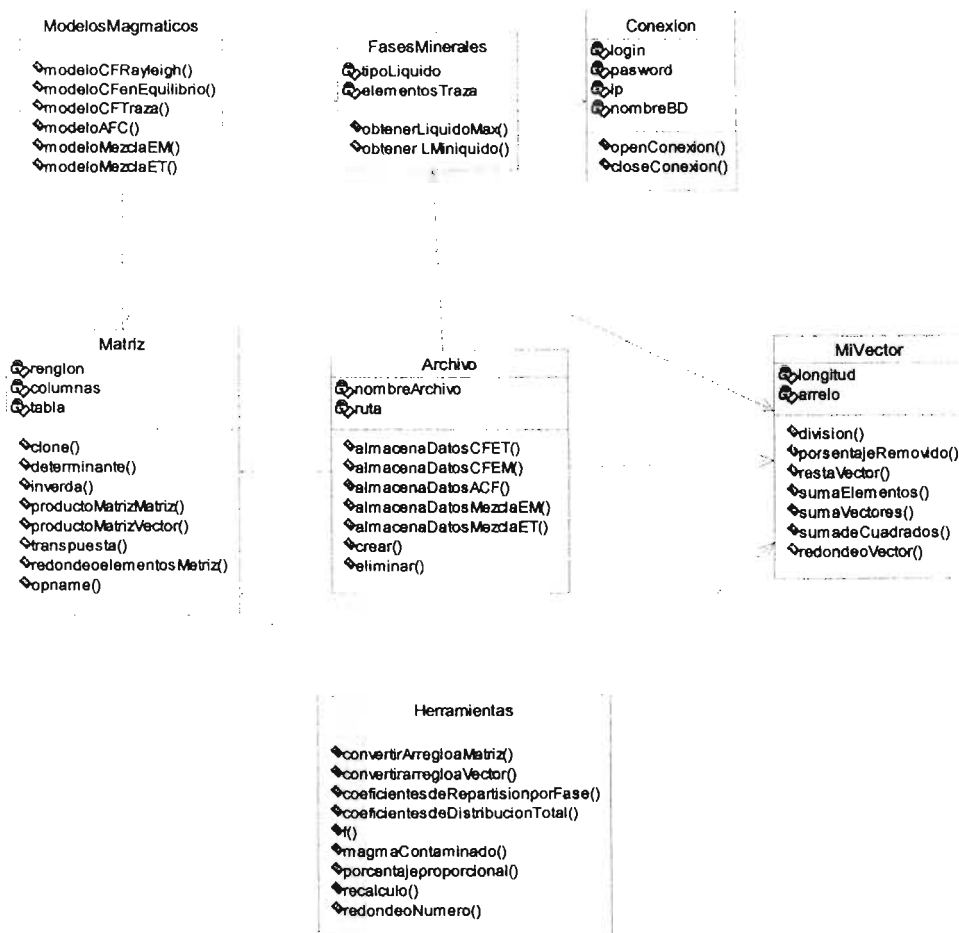 ModelosMagmaticos
modeloCFRayleigh()
modeloCFenEquilibrio()
modeloCFTraza()
modeloAFC()
modeloMezclaEM()
modeloMezclaET()
FasesMinerales
tipoLiquido
elementosTraza
obtenerLiquidoMax()
obtener LMiniquido()
Conexion
login
pasword
ip
nombreBD
openConexion()
closeConexion()
Matriz
renglon
columnas
tabla
clone()
determinante()
inverda()
productoMatrizMatriz()
productoMatrizVector()
transpuesta()
redondeoelementosMetriz()
opname()
Archivo
nombreArchivo
ruta
almacenaDatosCFET()
almacenaDatosCFEM()
almacenaDatosACF()
almacenaDatosMezclaEM()
almacenaDatosMezclaET()
crear()
eliminar()
MiVector
longitud
arrelo
division()
porsentajeRemovido()
restaVector()
sumaElementos()
sumaVectores()
sumadeCuadrados()
redondeoVector()
Herramientas
convertirArregloaMatriz()
convertirarregloaVector()
coeficientesdeRepartisionporFase()
coeficientesdeDistribucionTotal()
f()
magmaContaminado()
porcentajeproporcional()
recalculo()
redondeoNumero()